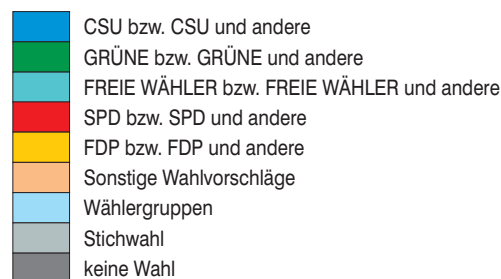 CSU bzw. CSU und andere
GRÜNE bzw. GRÜNE und andere
FREIE WÄHLER bzw. FREIE WÄHLER und andere
SPD bzw. SPD und andere
FDP bzw. FDP und andere
Sonstige Wahlvorschläge
Wählergruppen
Stichwahl
keine Wahl